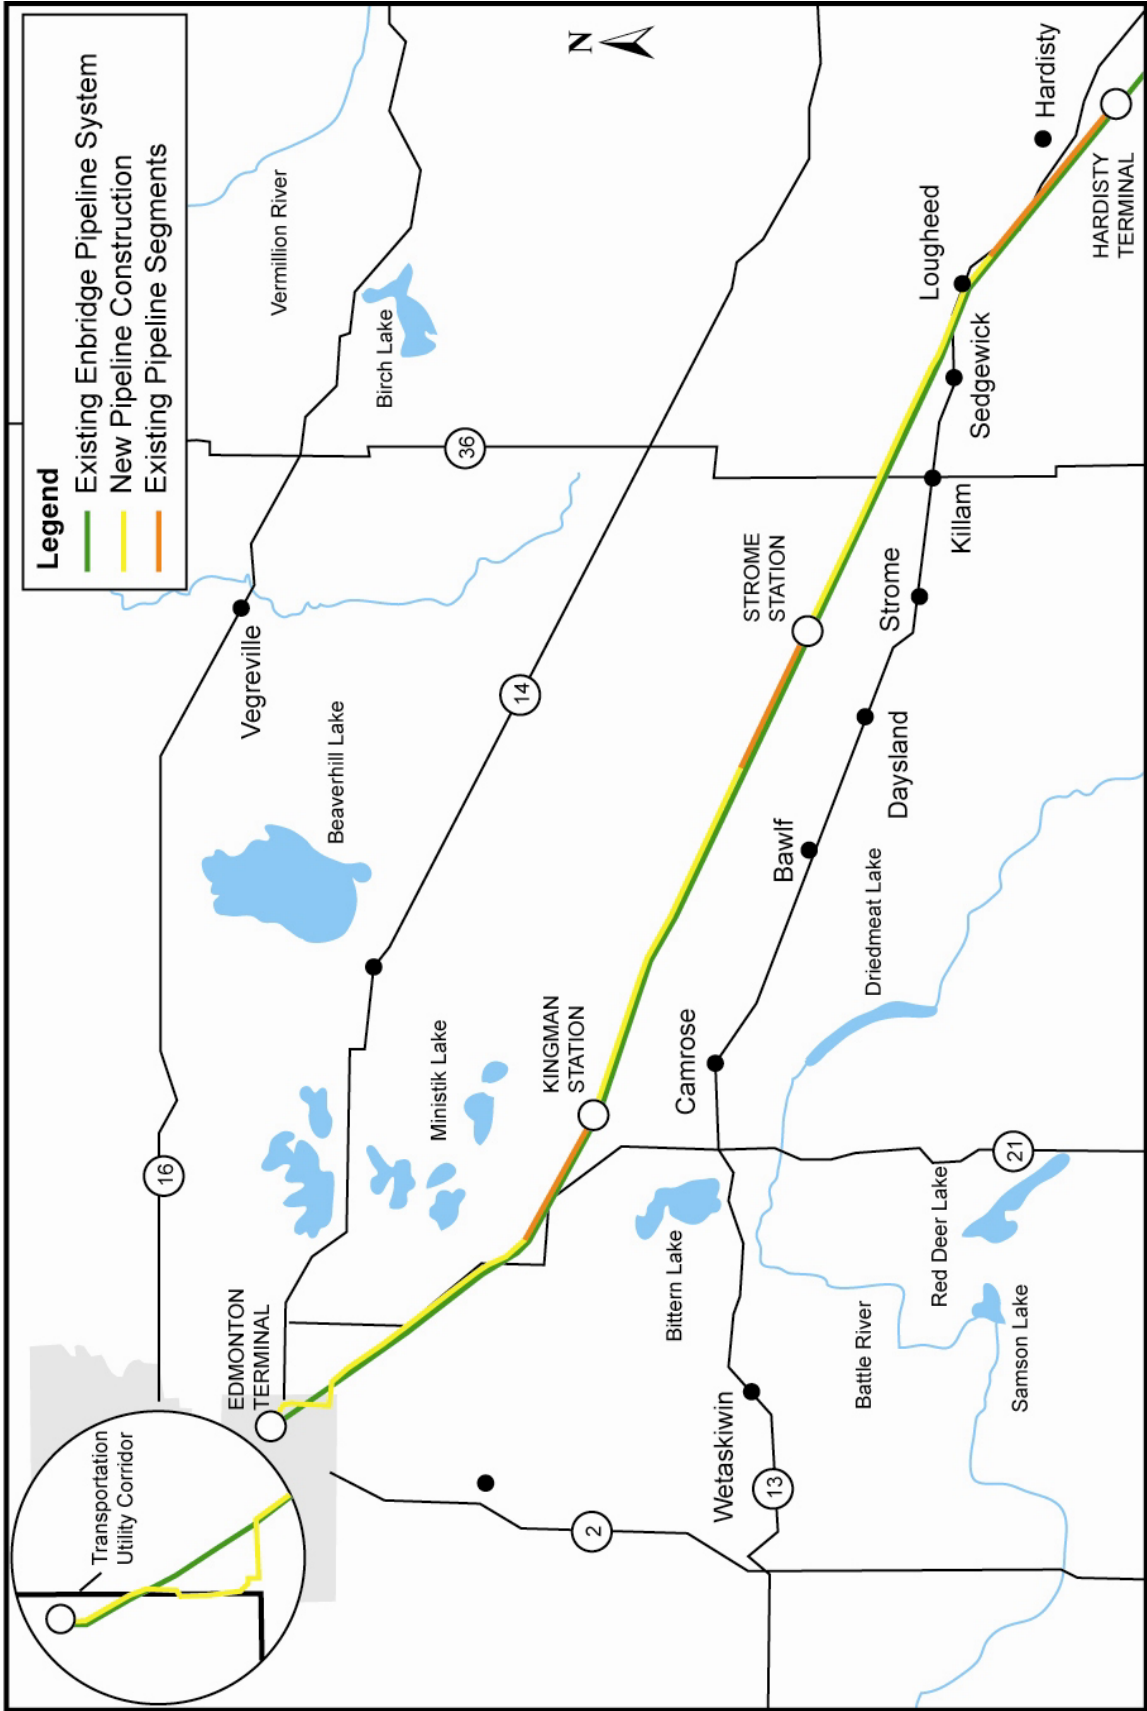 Legend
Existing Enbridge Pipeline System
New Pipeline Construction
Existing Pipeline Segments
N
Transportation
Utility Corridor
EDMONTON
TERMINAL
16
Vegreville
Vermillion River
Beaverhill Lake
Birch Lake
36
14
Ministik Lake
KINGMAN
STATION
STROME
STATION
2
Bittern Lake
Camrose
Bawlf
Daysland
Strome
Killam
Sedgewick
Lougheed
Hardisty
HARDISTY
TERMINAL
Wetaskiwin
13
Driedmeat Lake
Battle River
Red Deer Lake
21
Samson Lake